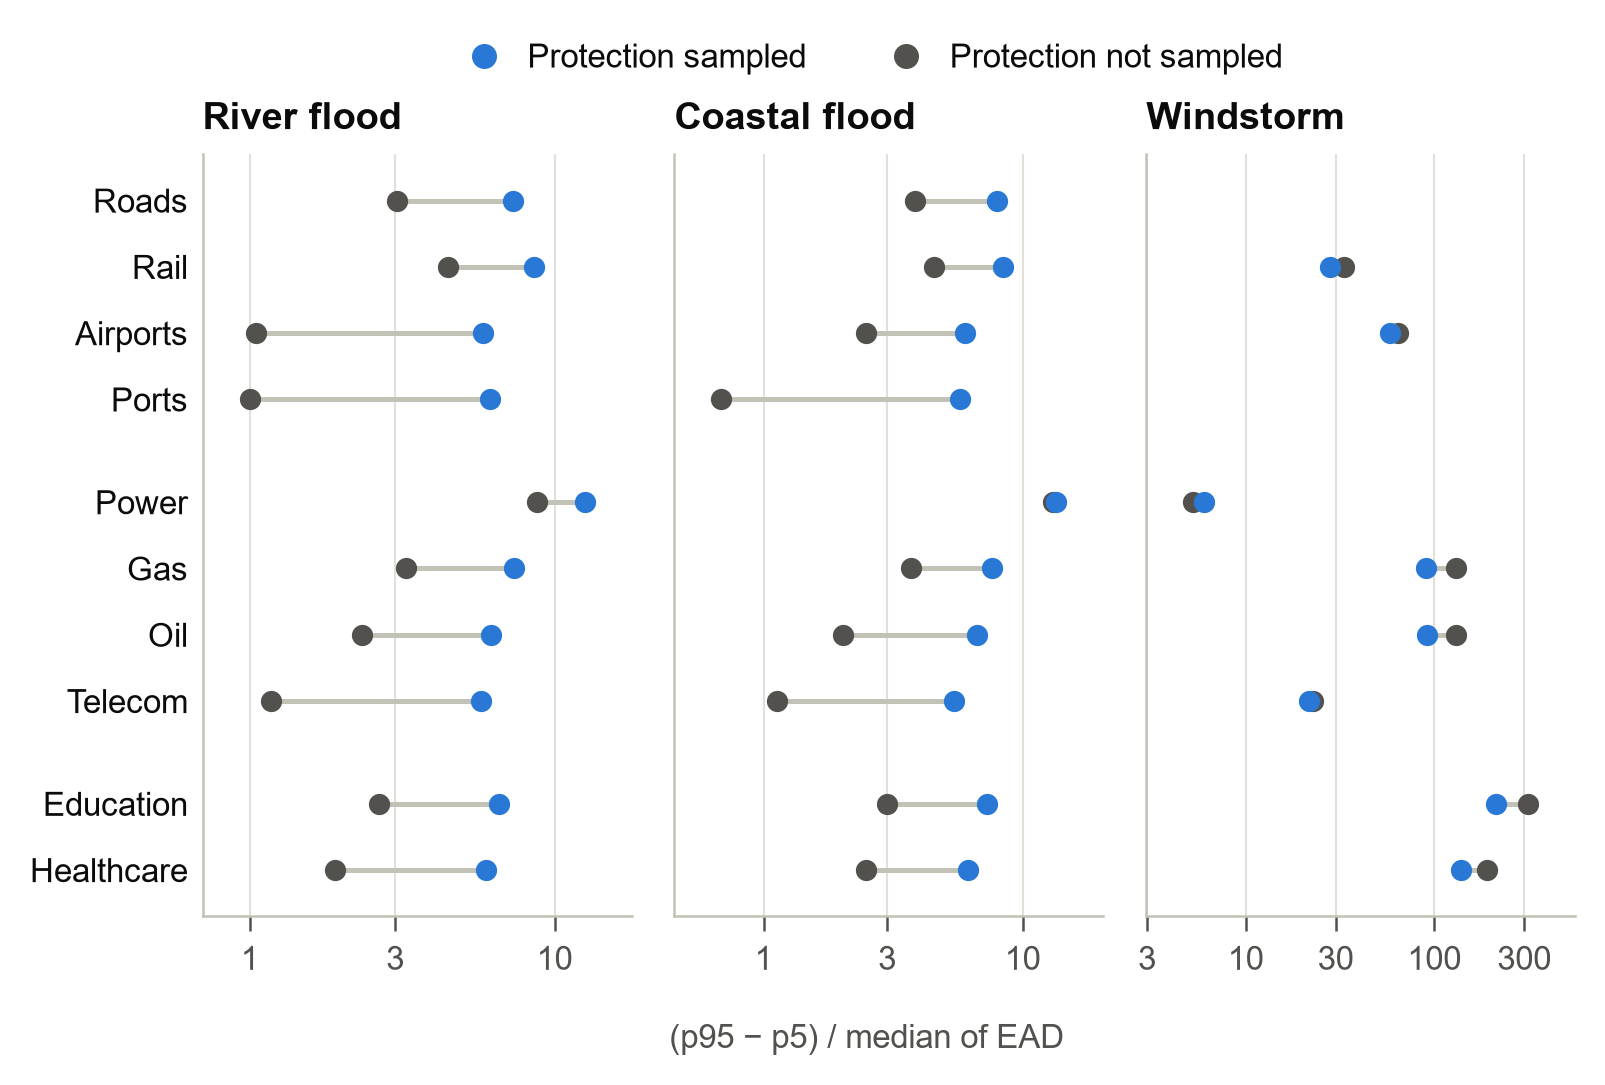 Protection sampled
Protection not sampled
River flood
Coastal flood
Windstorm
Roads
Rail
Airports
Ports
Power
Gas
Oil
Telecom
Education
Healthcare
1 3 10
1 3 10
3 10 30 100 300
(p95 − p5) / median of EAD